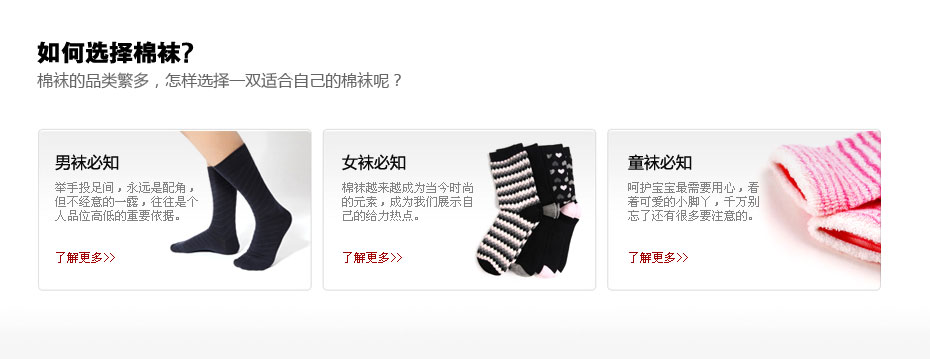 如何选择棉袜?
棉袜的品类繁多，怎样选择一双适合自己的棉袜呢？
男袜必知
举手投足间，永远是配角，
但不经意的一露，往往是个
人品位高低的重要依据。
了解更多>>
女袜必知
棉袜越来越成为当今时尚
的元素，成为我们展示自
己的给力热点。
了解更多>>
童袜必知
呵护宝宝最需要用心，看
着可爱的小脚丫，千万别
忘了还有很多要注意的。
了解更多>>